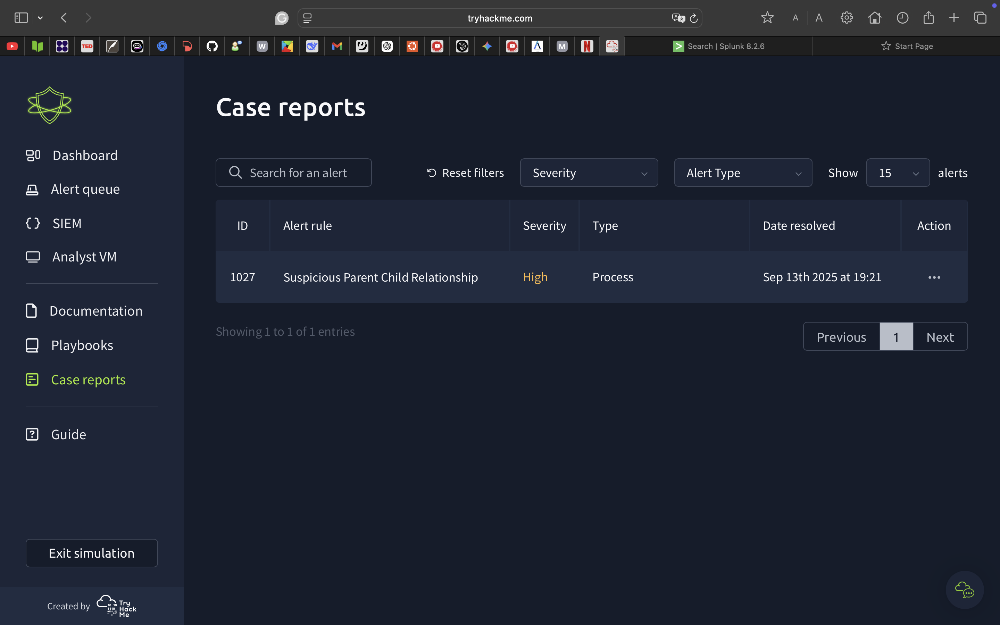 tryhackme.com
A
A
TED
W
M
N
Search | Splunk 8.2.6
Start Page
Dashboard
Alert queue
SIEM
Analyst VM
Documentation
Playbooks
Case reports
Guide
Exit simulation
Created by
Try
Hack
Me
Case reports
Search for an alert
Reset filters
Severity
Alert Type
Show
15
alerts
ID Alert rule Severity Type Date resolved Action
1027 Suspicious Parent Child Relationship High Process Sep 13th 2025 at 19:21
Showing 1 to 1 of 1 entries
Previous 1 Next